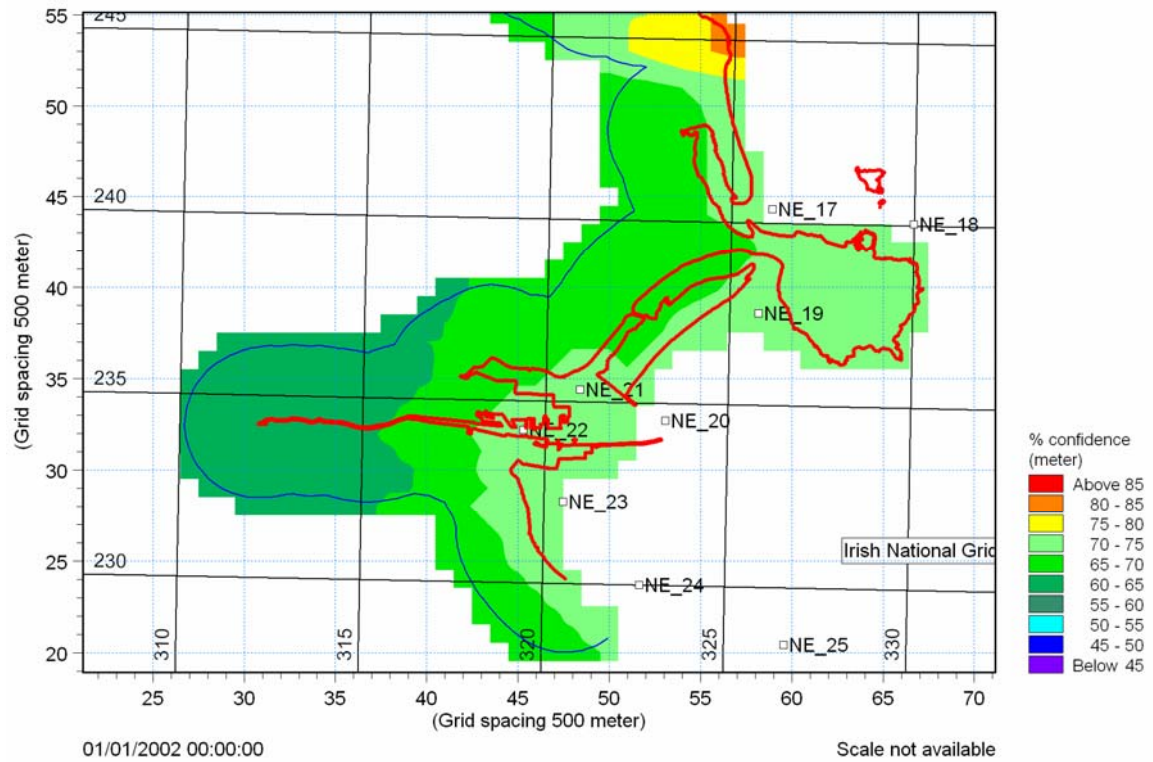 55
50
45
40
35
30
25
20
(Grid spacing 500 meter)
245
240
235
230
310
315
320
325
330
NE_17
NE_18
NE_19
NE_21
NE_20
NE_22
NE_23
NE_24
NE_25
Irish National Grid
25 30 35 40 45 50 55 60 65 70
(Grid spacing 500 meter)
01/01/2002 00:00:00
Scale not available
% confidence
(meter)
Above 85
80 - 85
75 - 80
70 - 75
65 - 70
60 - 65
55 - 60
50 - 55
45 - 50
Below 45